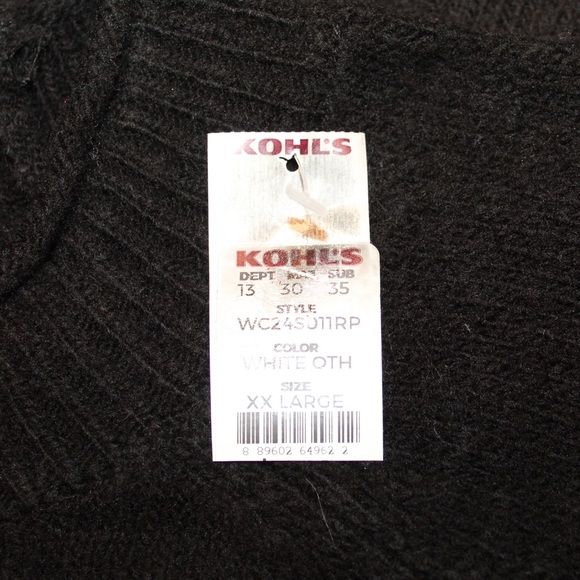 KOHL'S
KOHL'S
DEPT MAJ SUB
13 30 35
STYLE
WC24S011RP
COLOR
WHITE OTH
SIZE
XX LARGE
8 89602 64962 2